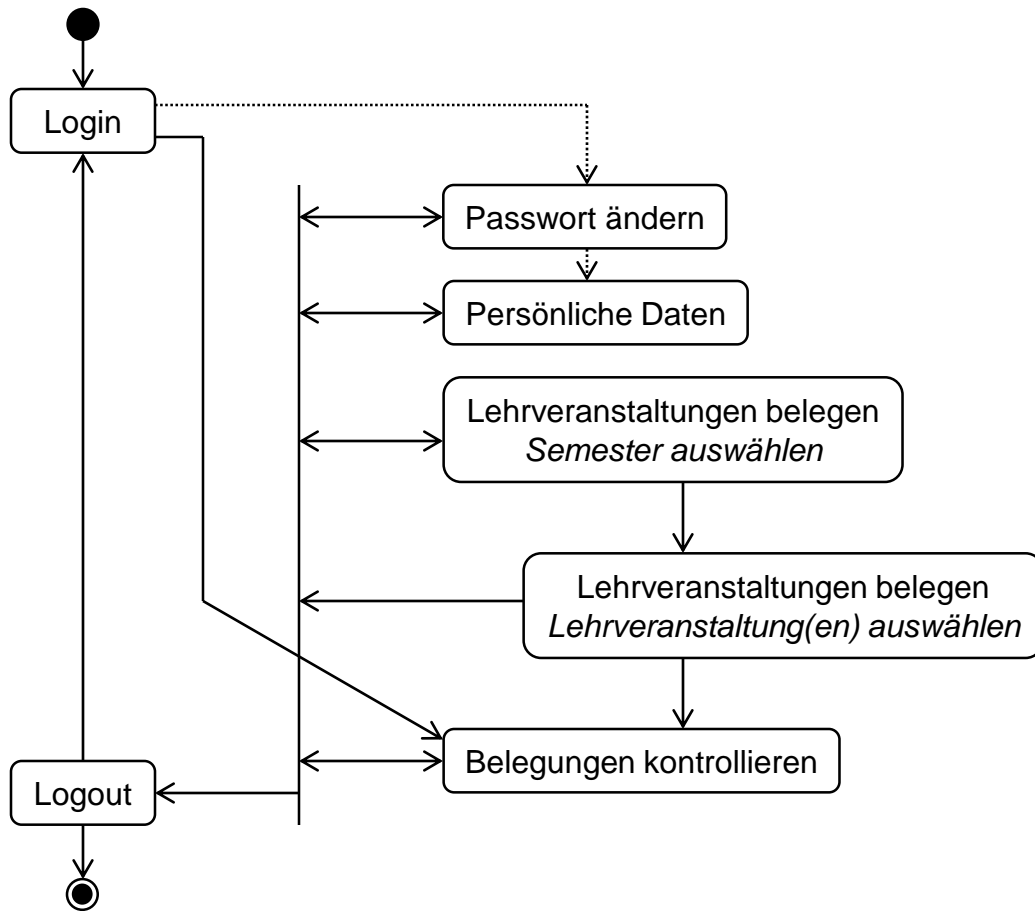 Login
Passwort ändern
Persönliche Daten
Lehrveranstaltungen belegen
Semester auswählen
Lehrveranstaltungen belegen
Lehrveranstaltung(en) auswählen
Belegungen kontrollieren
Logout